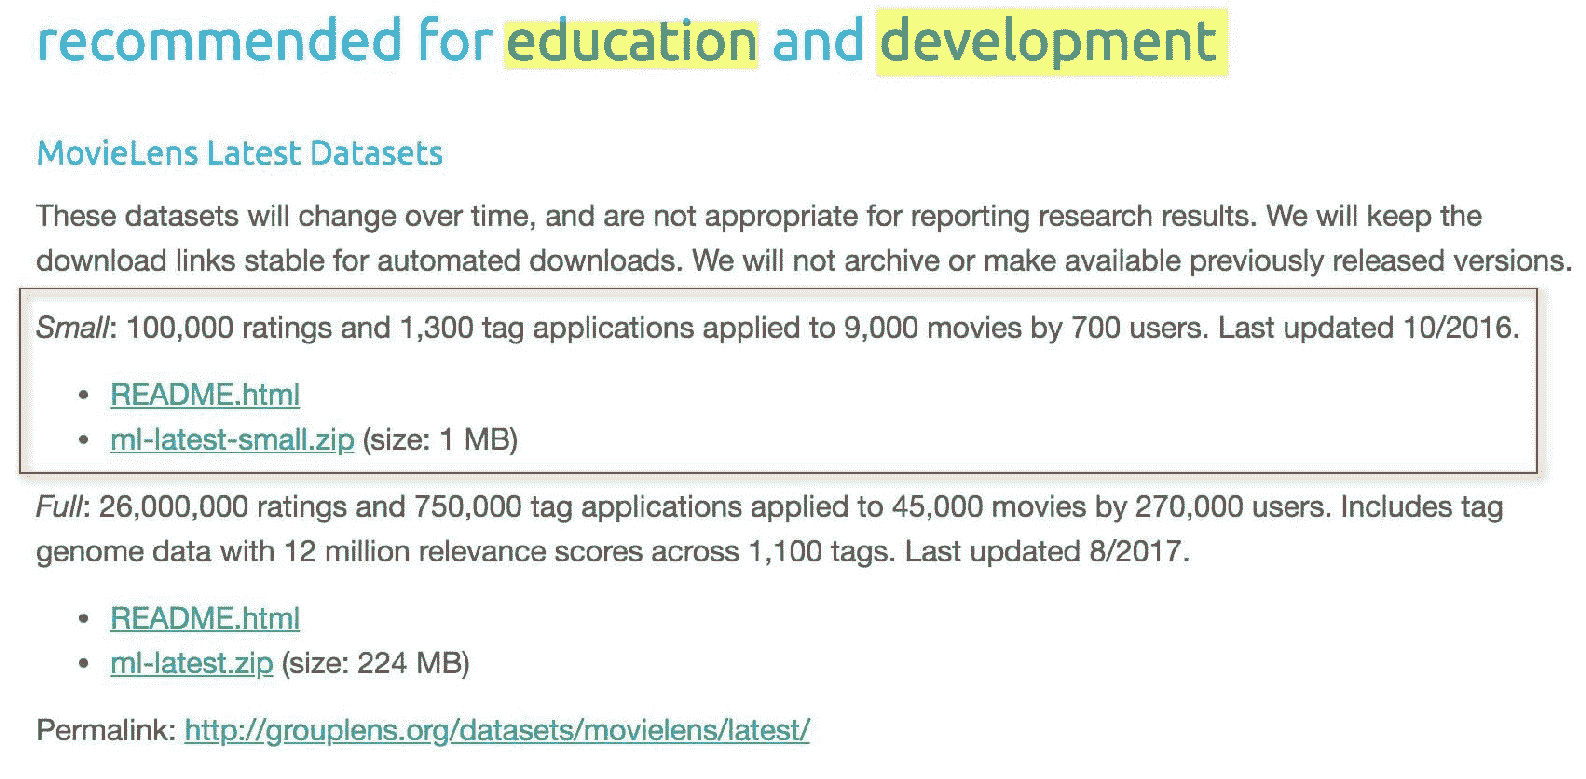 recommended for education and development
MovieLens Latest Datasets
These datasets will change over time, and are not appropriate for reporting research results. We will keep the
download links stable for automated downloads. We will not archive or make available previously released versions.
Small: 100,000 ratings and 1,300 tag applications applied to 9,000 movies by 700 users. Last updated 10/2016.
• README.html
• ml-latest-small.zip (size: 1 MB)
Full: 26,000,000 ratings and 750,000 tag applications applied to 45,000 movies by 270,000 users. Includes tag
genome data with 12 million relevance scores across 1,100 tags. Last updated 8/2017.
• README.html
• ml-latest.zip (size: 224 MB)
Permalink: http://grouplens.org/datasets/movielens/latest/